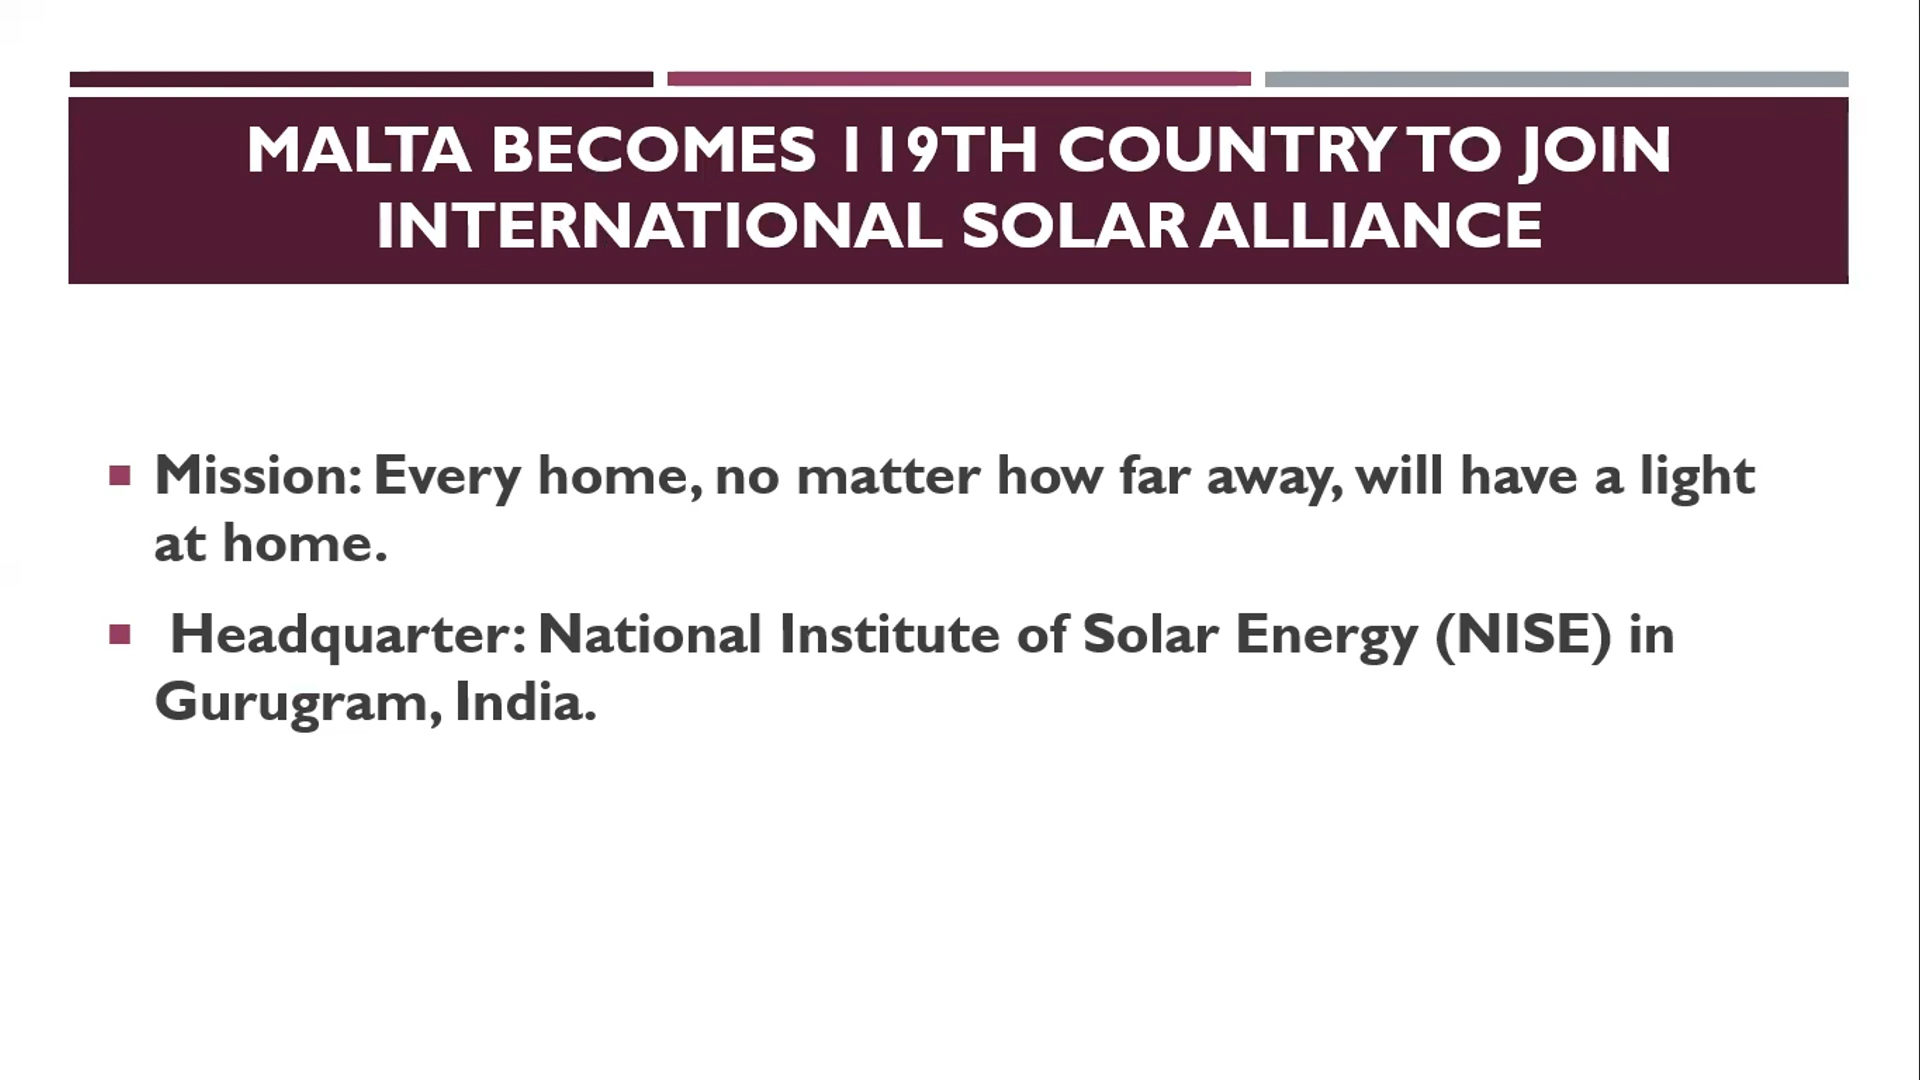 MALTA BECOMES 119TH COUNTRY TO JOIN
INTERNATIONAL SOLAR ALLIANCE
Mission: Every home, no matter how far away, will have a light
at home.
Headquarter: National Institute of Solar Energy (NISE) in
Gurugram, India.